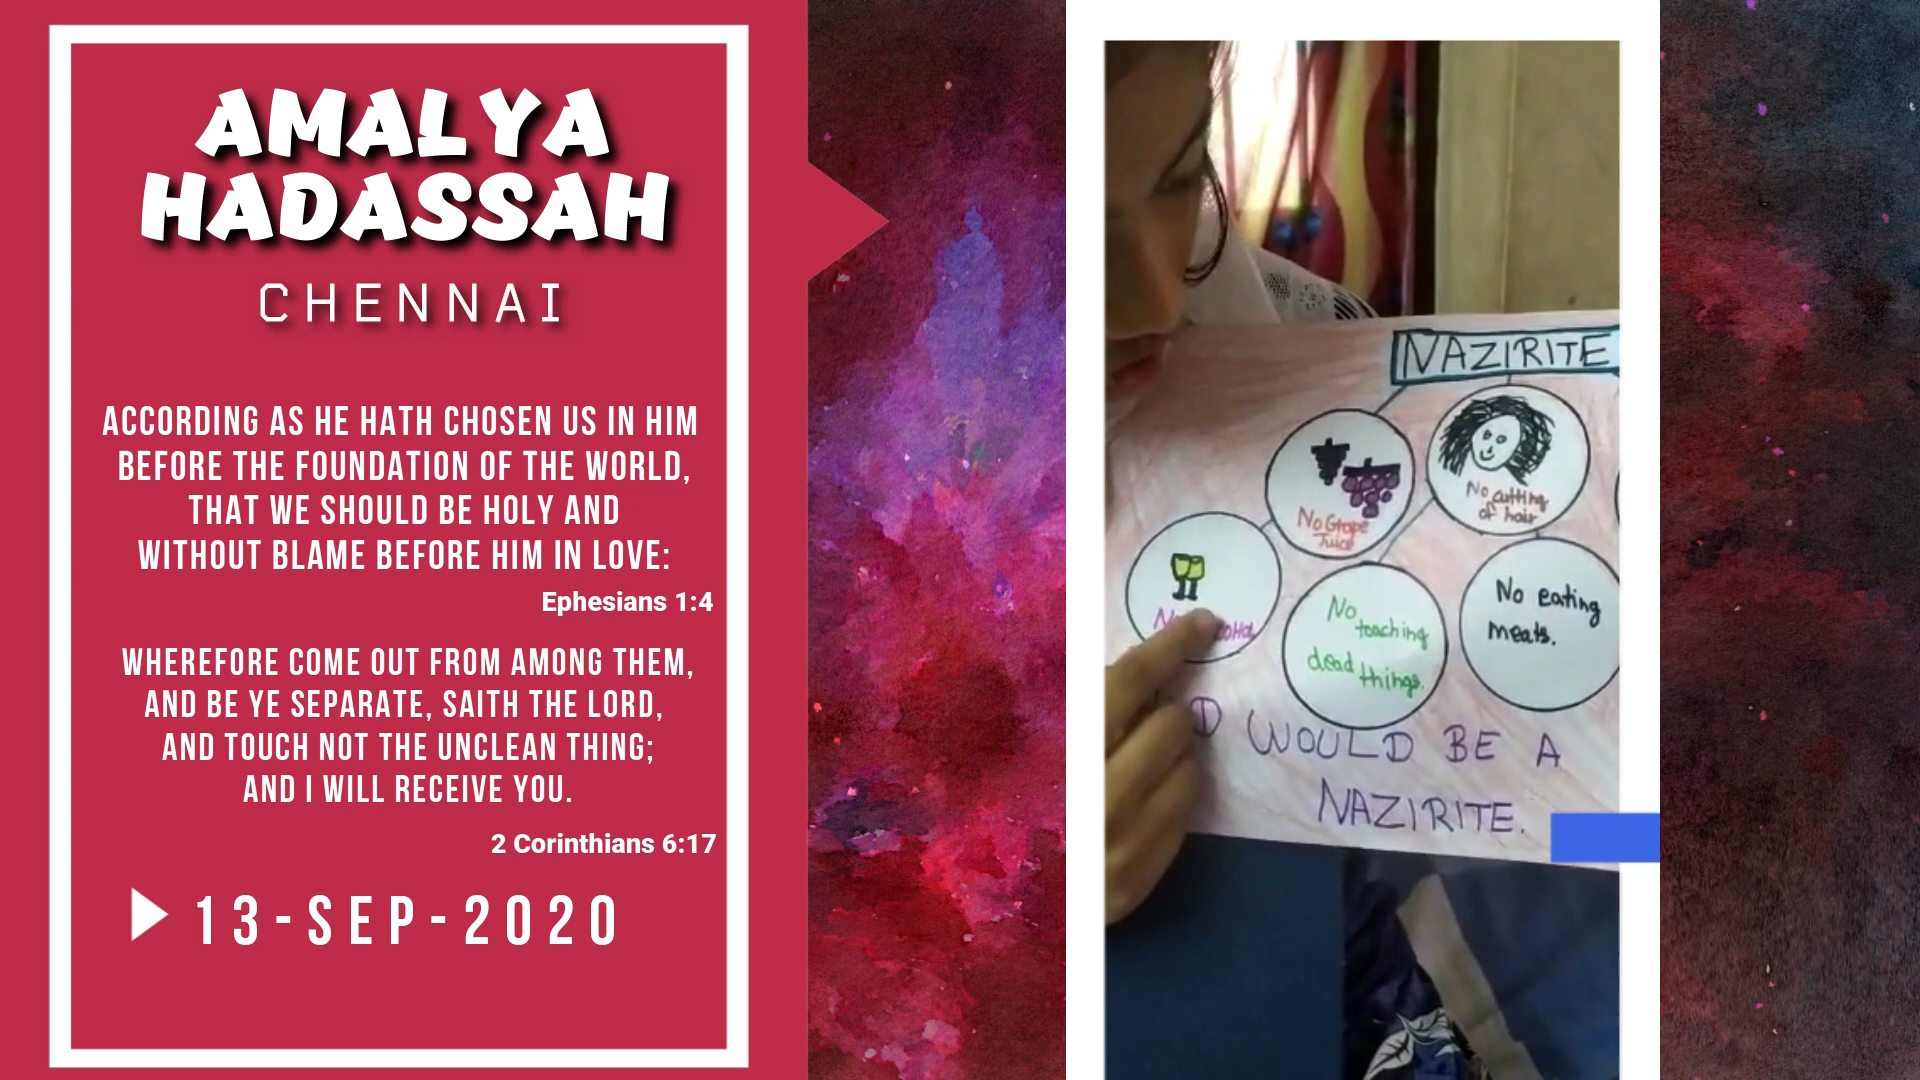 AMALYA
HADASSAH
CHENNAI
ACCORDING AS HE HATH CHOSEN US IN HIM
BEFORE THE FOUNDATION OF THE WORLD,
THAT WE SHOULD BE HOLY AND
WITHOUT BLAME BEFORE HIM IN LOVE:
Ephesians 1:4
WHEREFORE COME OUT FROM AMONG THEM,
AND BE YE SEPARATE, SAITH THE LORD,
AND TOUCH NOT THE UNCLEAN THING;
AND I WILL RECEIVE YOU.
2 Corinthians 6:17
13-SEP-2020
NAZIRITE
No Grape
Juice
No cutting
of hair
No
touching
dead things.
No eating
meats.
WOULD BE A
NAZIRITE.